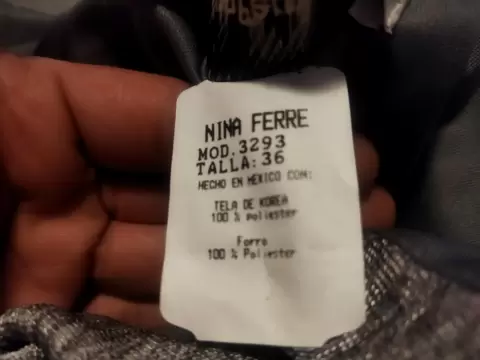 NINA FERRE
MOD.3293
TALLA:36
HECHO EN MEXICO CON:
TELA DE KOREA
100 % poliester
Forro
100 % Poliester